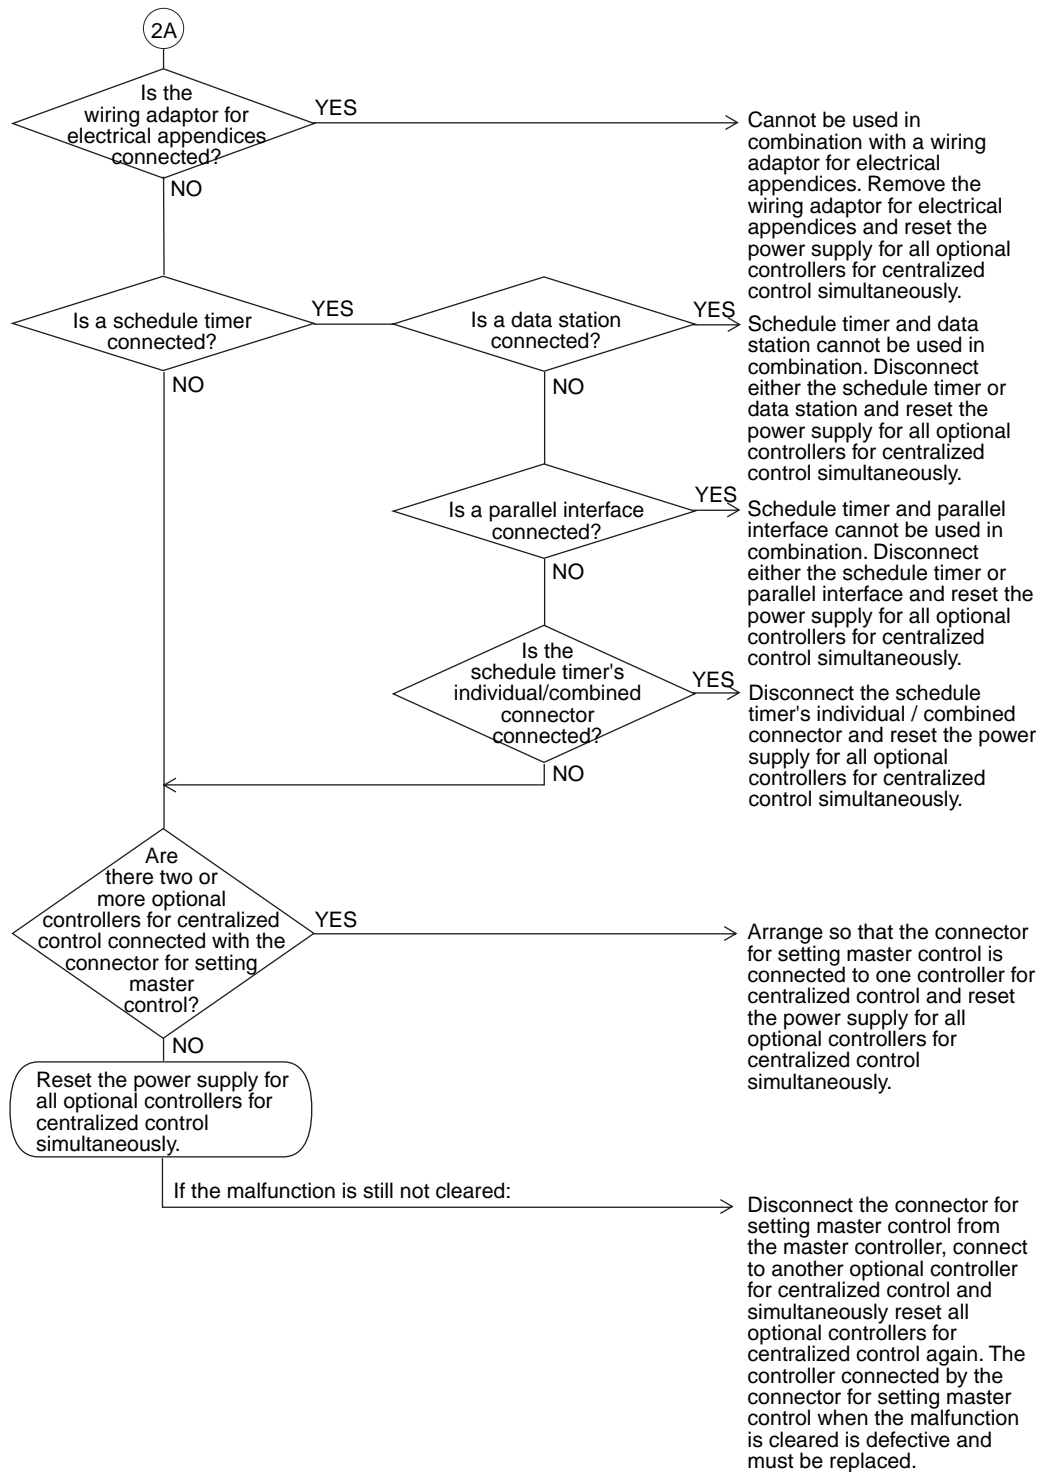 2A
Is the
wiring adaptor for
electrical appendices
connected?
YES
NO
Cannot be used in
combination with a wiring
adaptor for electrical
appendices. Remove the
wiring adaptor for electrical
appendices and reset the
power supply for all optional
controllers for centralized
control simultaneously.
Is a schedule timer
connected?
YES
NO
Is a data station
connected?
YES
NO
Schedule timer and data
station cannot be used in
combination. Disconnect
either the schedule timer or
data station and reset the
power supply for all optional
controllers for centralized
control simultaneously.
Is a parallel interface
connected?
YES
NO
Schedule timer and parallel
interface cannot be used in
combination. Disconnect
either the schedule timer or
parallel interface and reset the
power supply for all optional
controllers for centralized
control simultaneously.
Is the
schedule timer's
individual/combined
connector
connected?
YES
NO
Disconnect the schedule
timer's individual / combined
connector and reset the power
supply for all optional
controllers for centralized
control simultaneously.
Are
there two or
more optional
controllers for centralized
control connected with the
connector for setting
master
control?
YES
NO
Arrange so that the connector
for setting master control is
connected to one controller for
centralized control and reset
the power supply for all
optional controllers for
centralized control
simultaneously.
Reset the power supply for
all optional controllers for
centralized control
simultaneously.
If the malfunction is still not cleared:
Disconnect the connector for
setting master control from
the master controller, connect
to another optional controller
for centralized control and
simultaneously reset all
optional controllers for
centralized control again. The
controller connected by the
connector for setting master
control when the malfunction
is cleared is defective and
must be replaced.